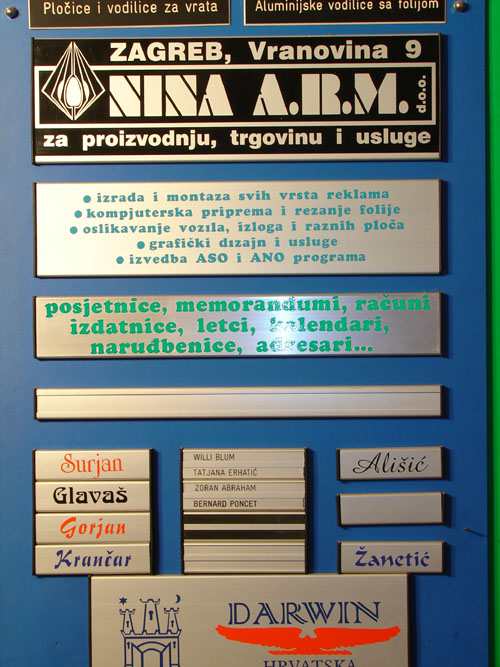 Pločice i vodilice za vrata
Aluminijske vodilice sa folijom
ZAGREB, Vranovina 9
NINA A.R.M. d.o.o.
za proizvodnju, trgovinu i usluge
• izrada i montaza svih vrsta reklama
• kompjuterska priprema i rezanje folije
• oslikavanje vozila, izloga i raznih ploča
• grafički dizajn i usluge
• izvedba ASO i ANO programa
posjetnice, memorandumi, računi
izdatnice, letci, kalendari,
narudbenice, adresari...
Surjan
Glavaš
Gorjan
Krančar
WILLI BLUM
TATJANA ERHATIĆ
ZORAN ABRAHAM
BERNARD PONCET
Ališić
Žanetić
DARWIN
HRVATSKA